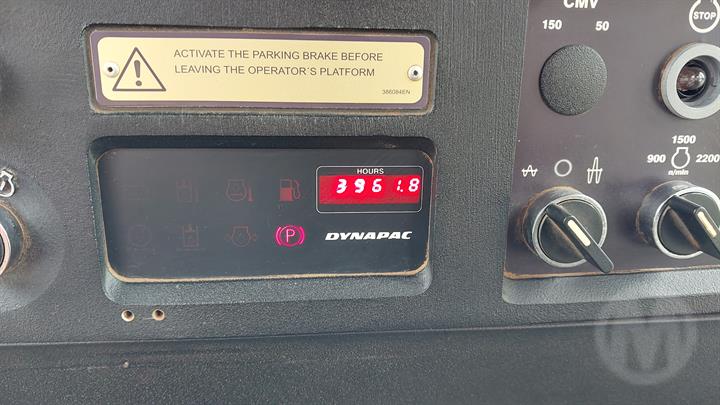 ACTIVATE THE PARKING BRAKE BEFORE
LEAVING THE OPERATOR'S PLATFORM
386084EN
HOURS
3961.8
P
DYNAPAC
CMV
150 50
STOP
1500
900 2200
n/min
M